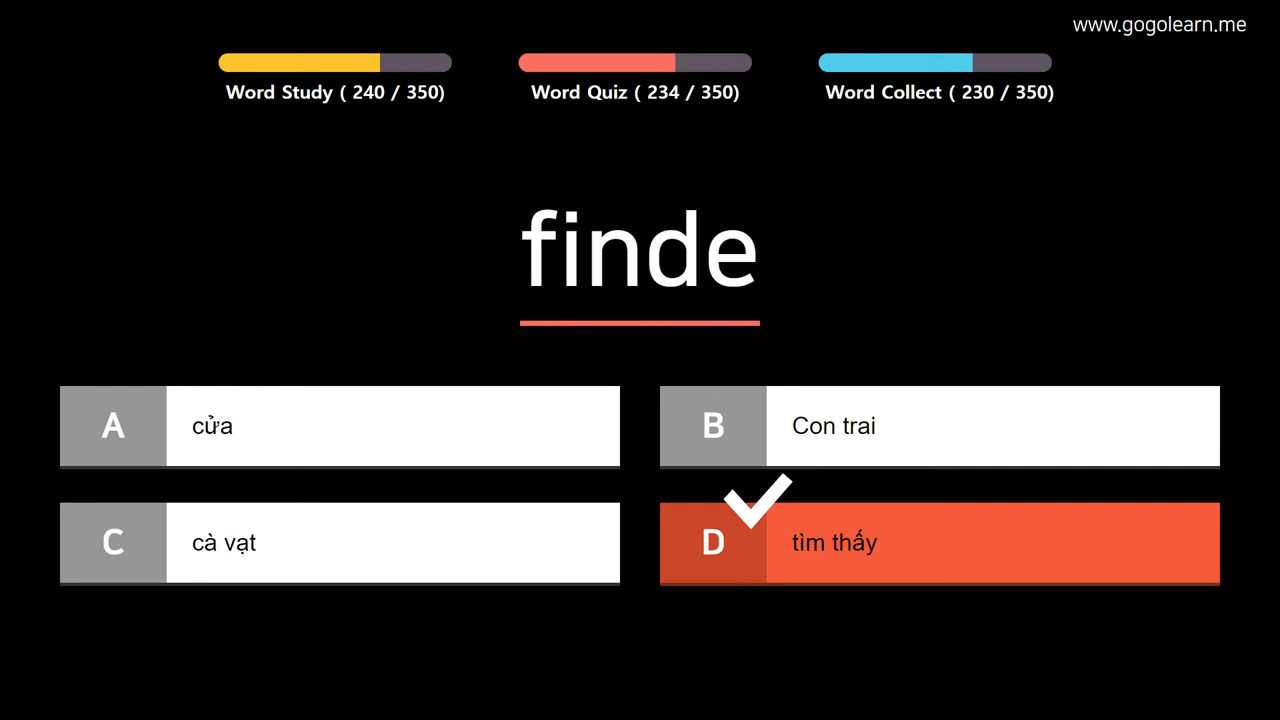 www.gogolearn.me
Word Study ( 240 / 350)
Word Quiz ( 234 / 350)
Word Collect ( 230 / 350)
finde
A cửa
B Con trai
C cà vạt
D tìm thấy